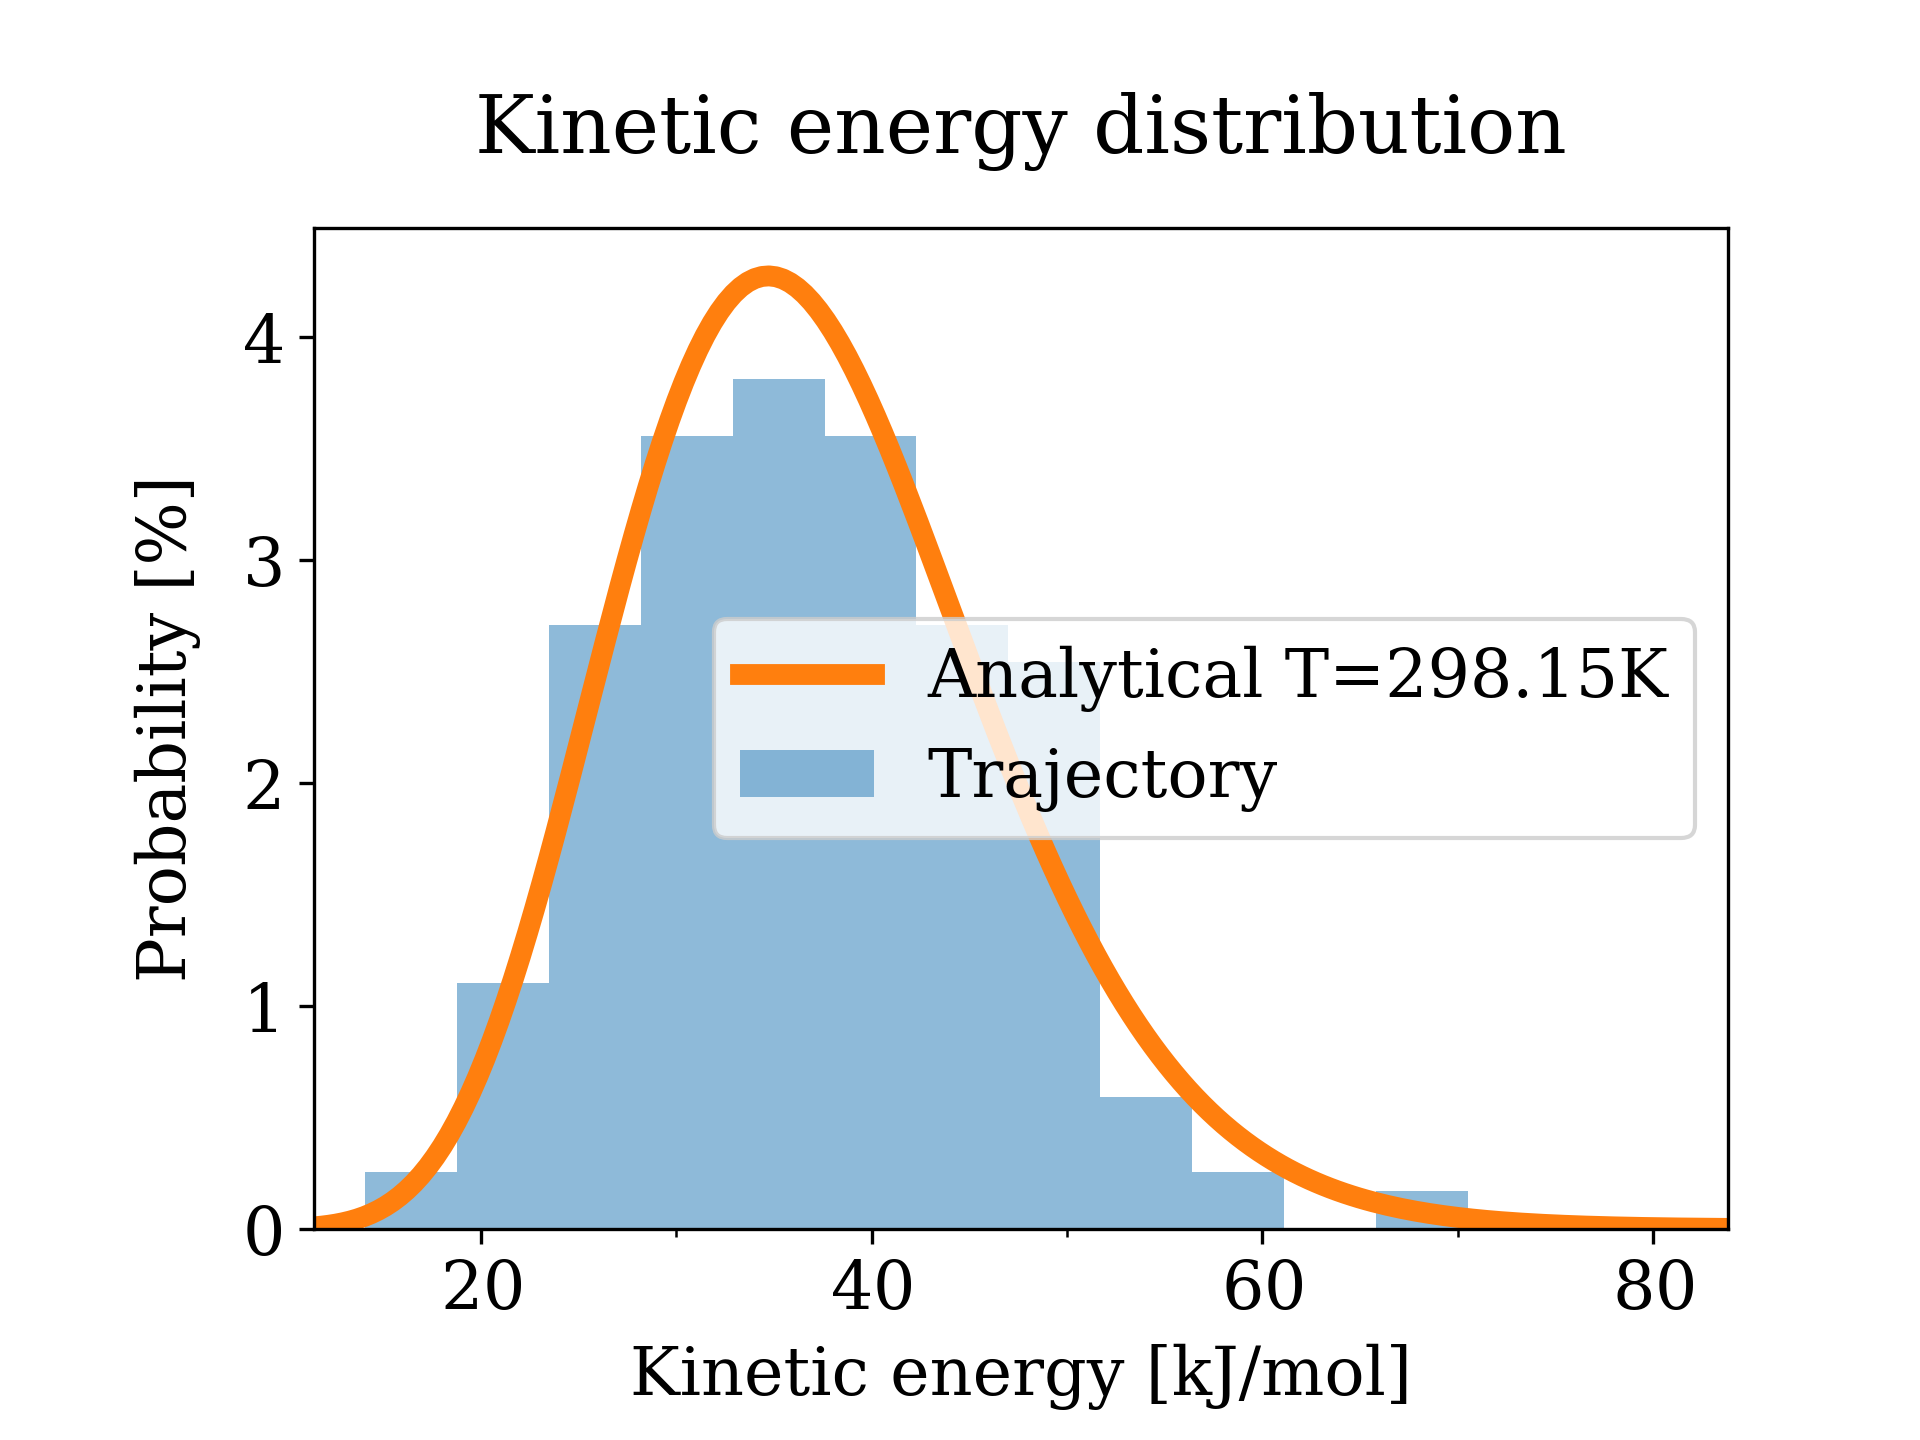 Kinetic energy distribution
Probability [%]
4
3
2
1
0
Analytical T=298.15K
Trajectory
20 40 60 80
Kinetic energy [kJ/mol]